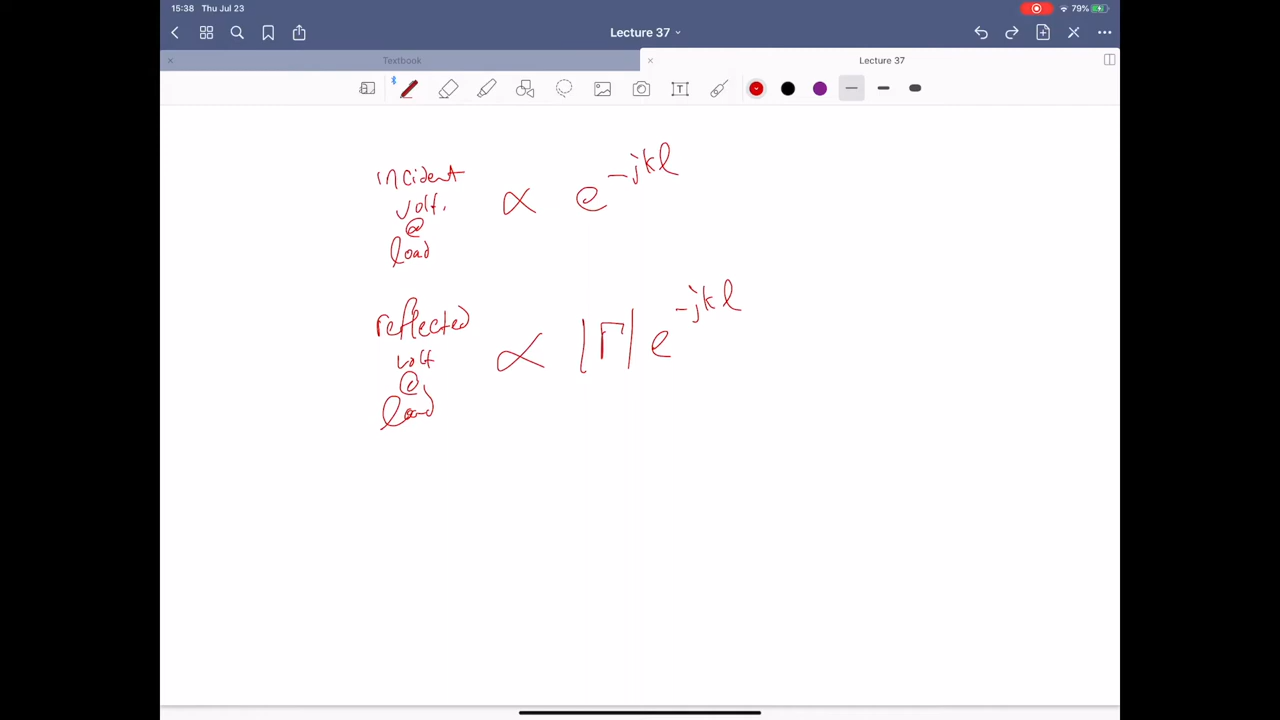 15:38 Thu Jul 23
79%
Lecture 37
Textbook
Lecture 37
T
incident
volt.
@
load
∝ e^{-jkl}
reflected
volt
@
load
∝ |Γ| e^{-jkl}